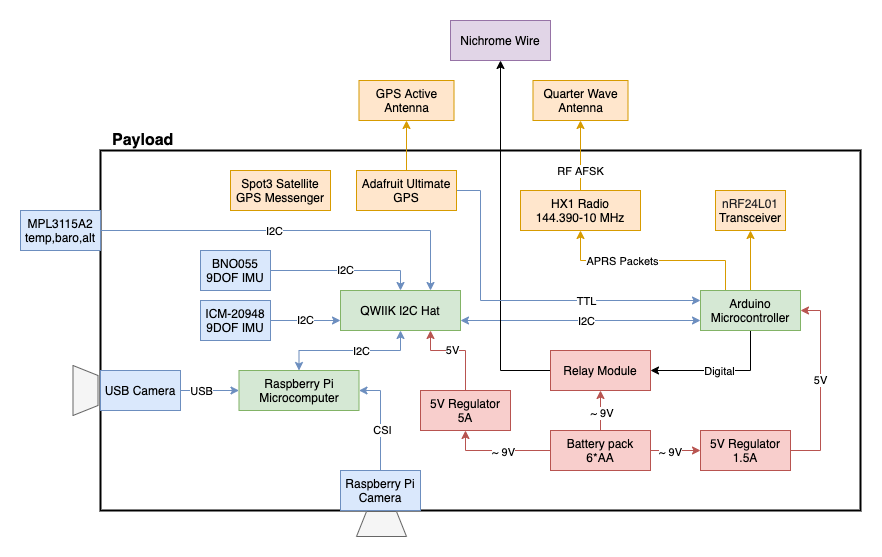 Nichrome Wire
GPS Active
Antenna
Quarter Wave
Antenna
Payload
RF AFSK
Spot3 Satellite
GPS Messenger
Adafruit Ultimate
GPS
HX1 Radio
144.390-10 MHz
nRF24L01
Transceiver
MPL3115A2
temp,baro,alt
I2C
BNO055
9DOF IMU
I2C
APRS Packets
ICM-20948
9DOF IMU
I2C
QWIIK I2C Hat
TTL
I2C
Arduino
Microcontroller
I2C
5V
Relay Module
Digital
5V
USB Camera
USB
Raspberry Pi
Microcomputer
5V Regulator
5A
~ 9V
CSI
~ 9V
Battery pack
6*AA
~ 9V
5V Regulator
1.5A
Raspberry Pi
Camera